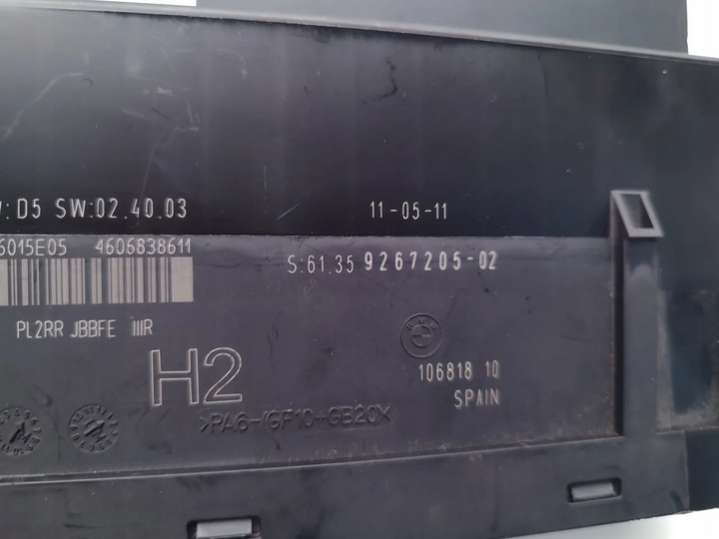 : D5 SW:02.40.03
11-05-11
6015E05 4606838611
S:61.35 9267205-02
PL2RR JBBFE IIIR
H2
106818 10
SPAIN
>PA6-(GF10+GB20)<